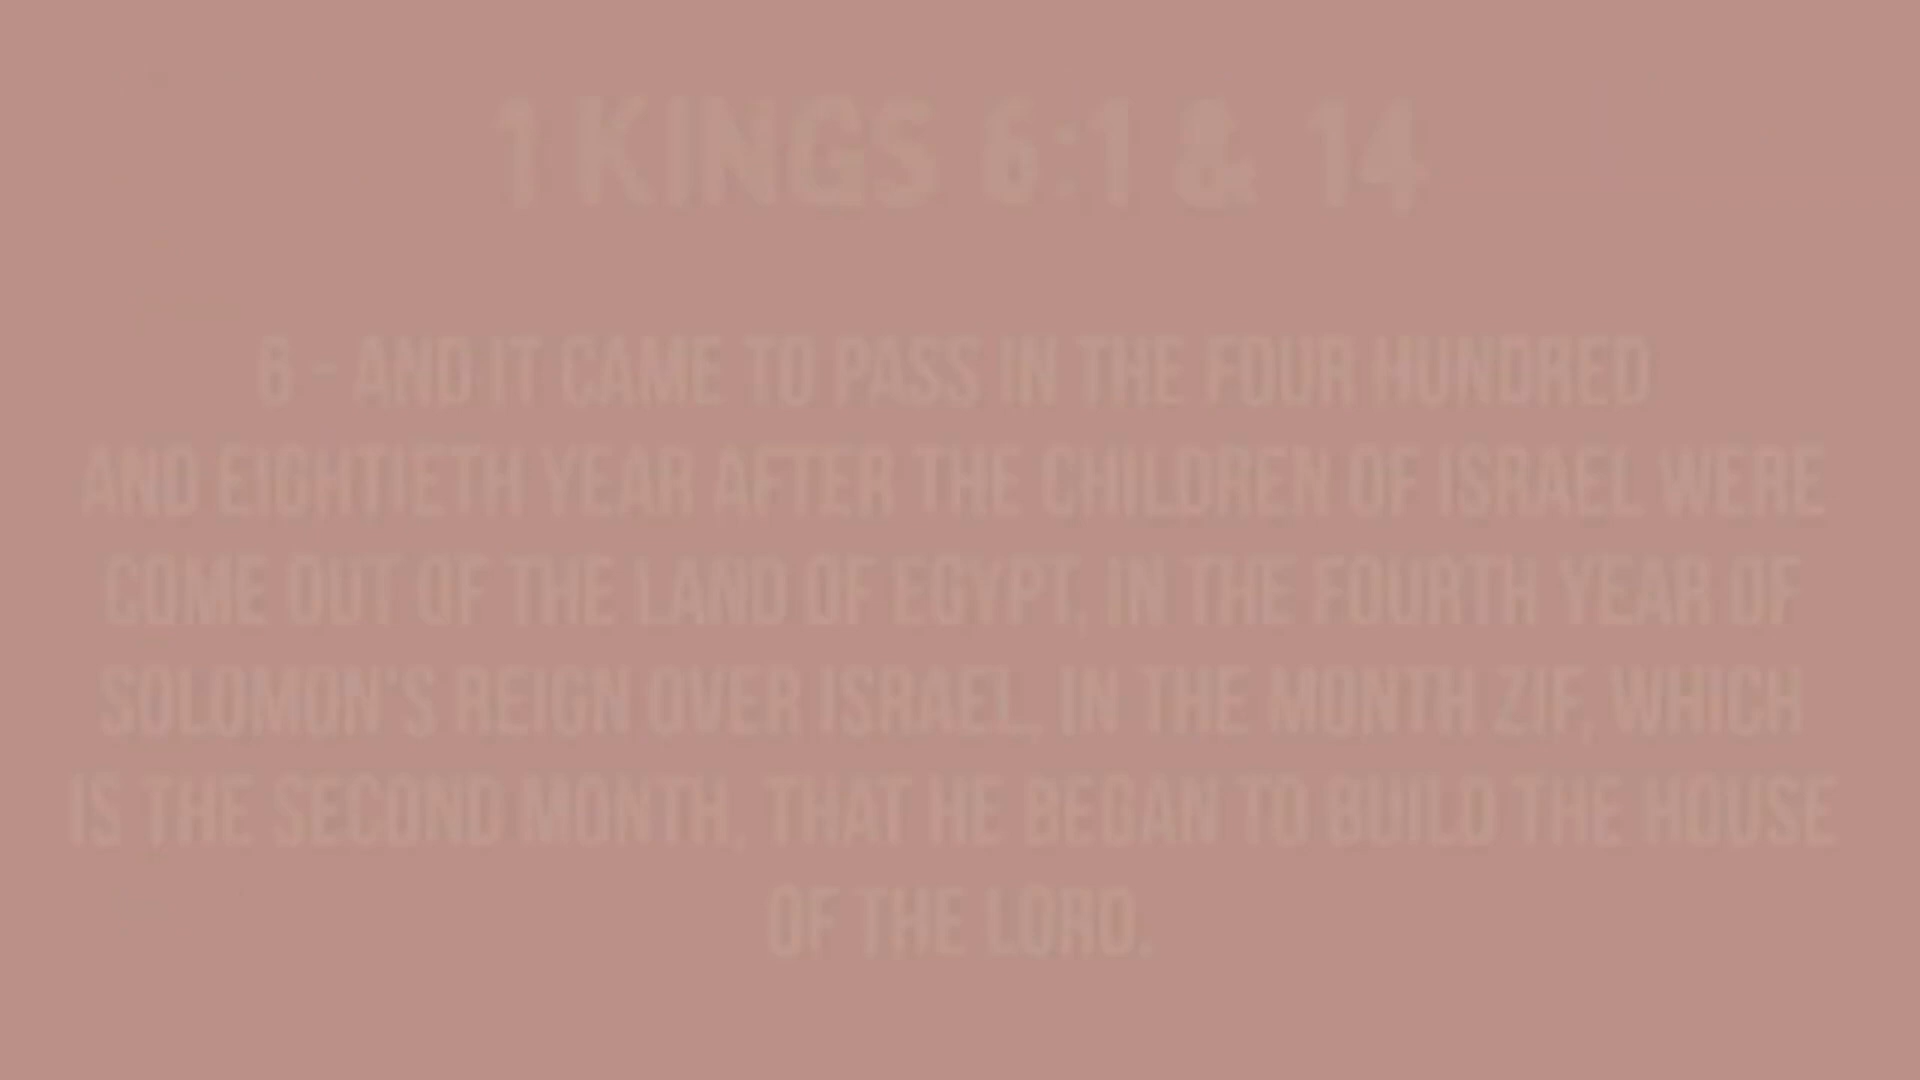 1 KINGS 6:1 & 14
6 - AND IT CAME TO PASS IN THE FOUR HUNDRED
AND EIGHTIETH YEAR AFTER THE CHILDREN OF ISRAEL WERE
COME OUT OF THE LAND OF EGYPT, IN THE FOURTH YEAR OF
SOLOMON'S REIGN OVER ISRAEL, IN THE MONTH ZIF, WHICH
IS THE SECOND MONTH, THAT HE BEGAN TO BUILD THE HOUSE
OF THE LORD.